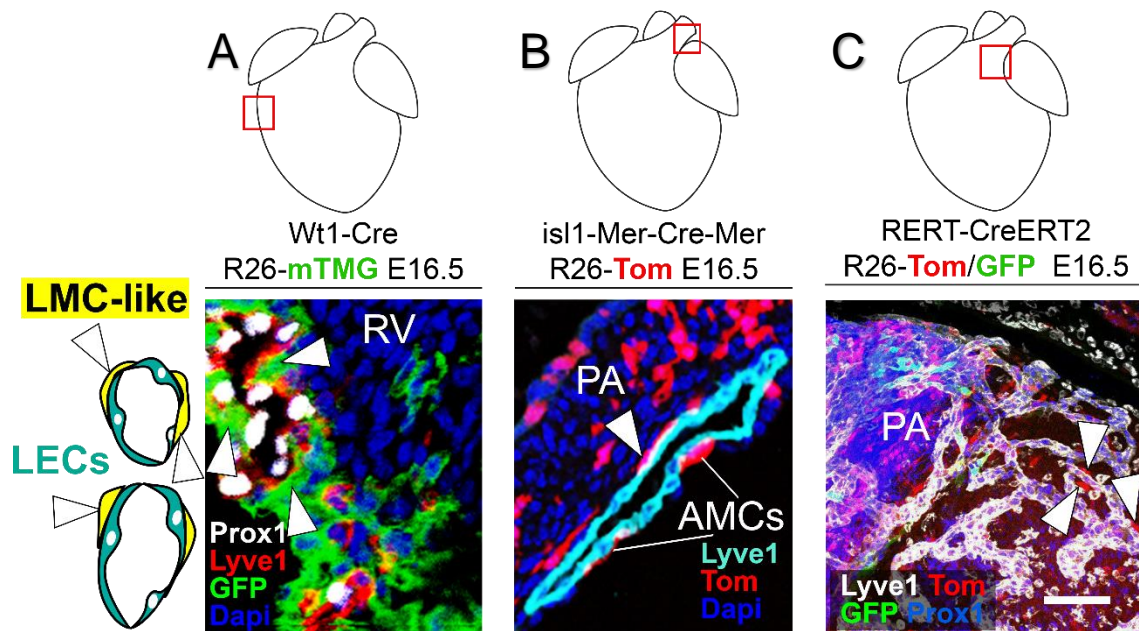 A
B
C
Wt1-Cre
R26-mTMG E16.5
isl1-Mer-Cre-Mer
R26-Tom E16.5
RERT-CreERT2
R26-Tom/GFP E16.5
LMC-like
LECs
RV
Prox1
Lyve1
GFP
Dapi
PA
AMCs
Lyve1
Tom
Dapi
PA
Lyve1 Tom
GFP Prox1